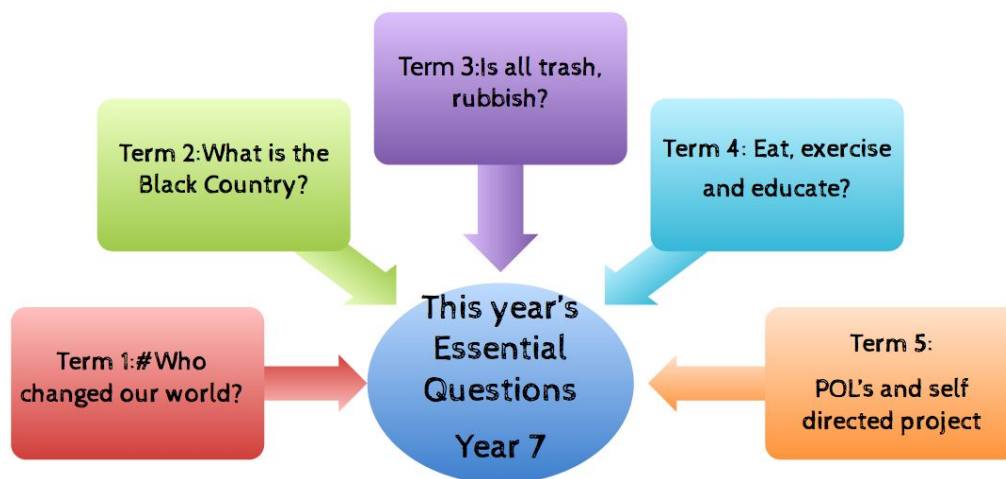 Term 1:#Who
changed our world?
Term 2:What is the
Black Country?
Term 3:Is all trash,
rubbish?
Term 4: Eat, exercise
and educate?
Term 5:
POL's and self
directed project
This year's
Essential
Questions
Year 7